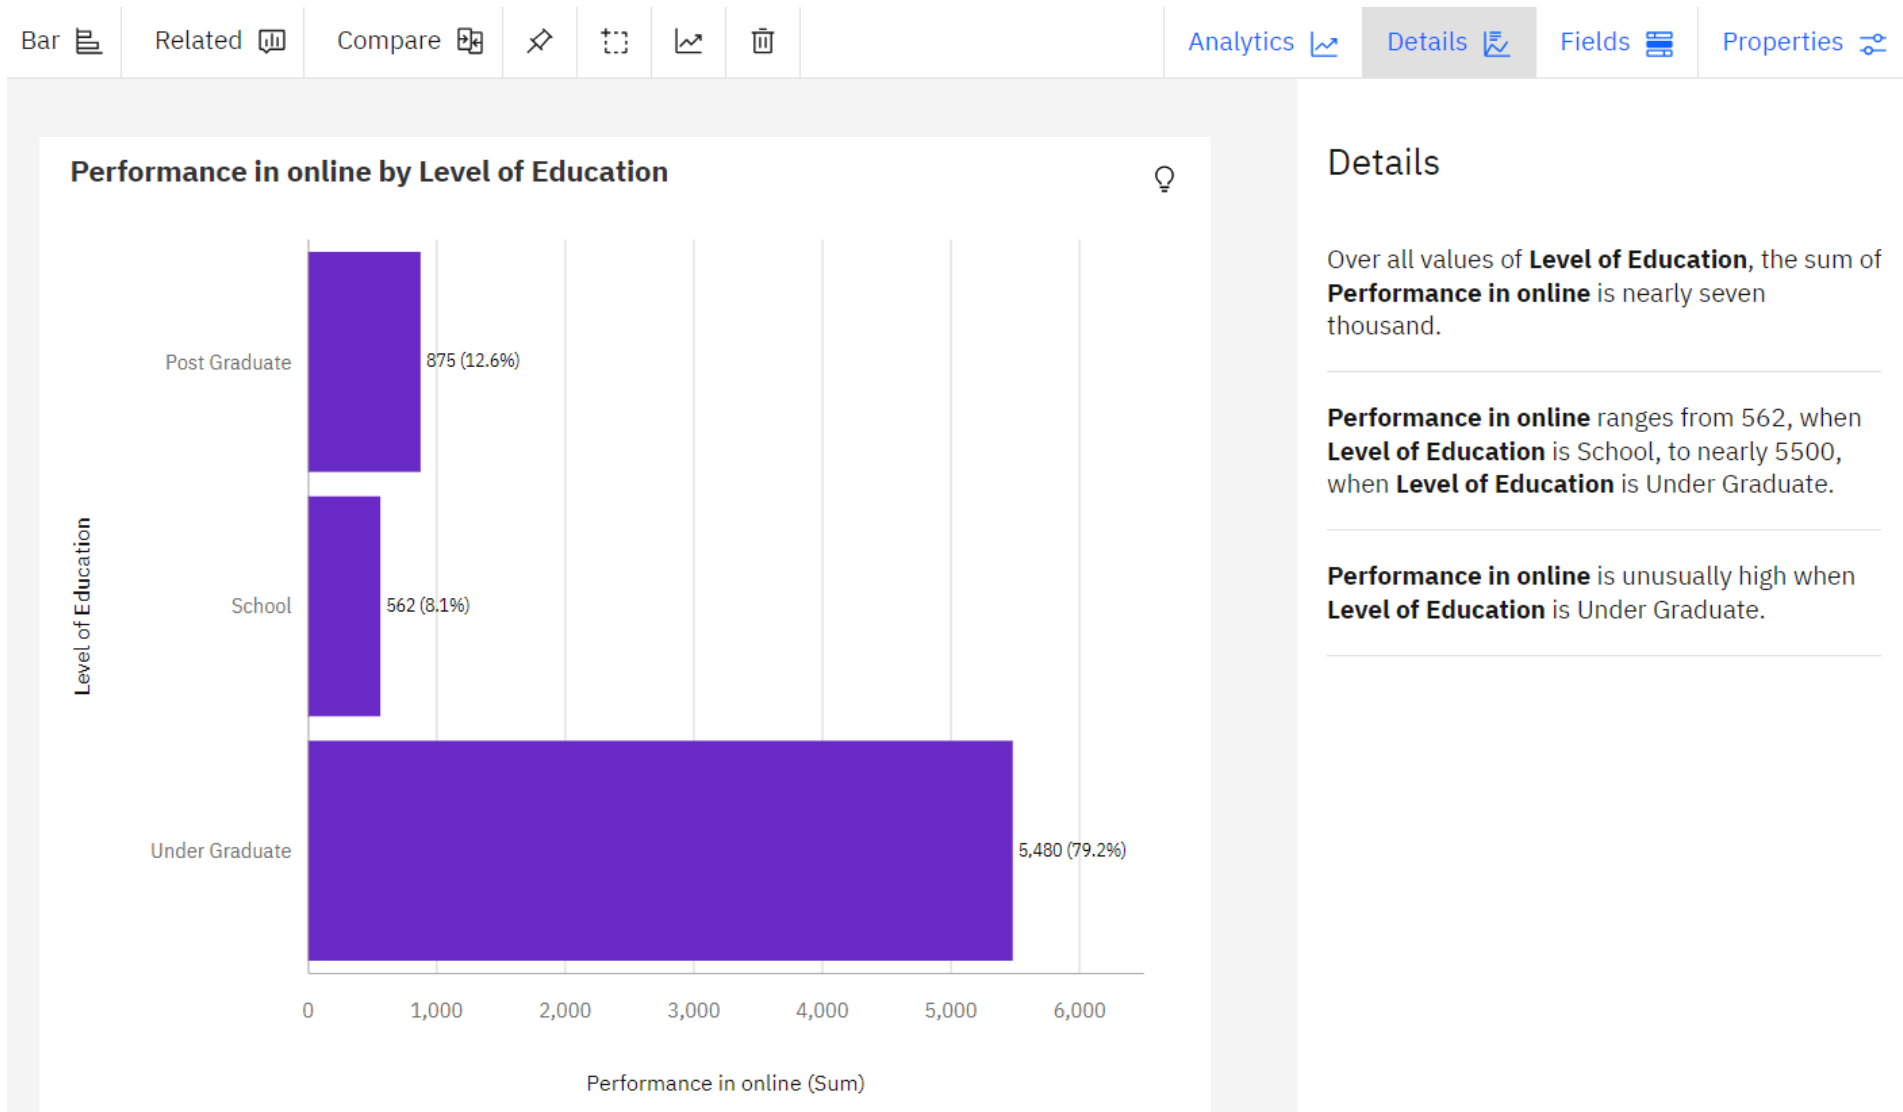 Bar Related Compare Analytics Details Fields Properties
Performance in online by Level of Education
Level of Education
Post Graduate 875 (12.6%)
School 562 (8.1%)
Under Graduate 5,480 (79.2%)
0 1,000 2,000 3,000 4,000 5,000 6,000
Performance in online (Sum)
Details
Over all values of Level of Education, the sum of
Performance in online is nearly seven
thousand.
Performance in online ranges from 562, when
Level of Education is School, to nearly 5500,
when Level of Education is Under Graduate.
Performance in online is unusually high when
Level of Education is Under Graduate.